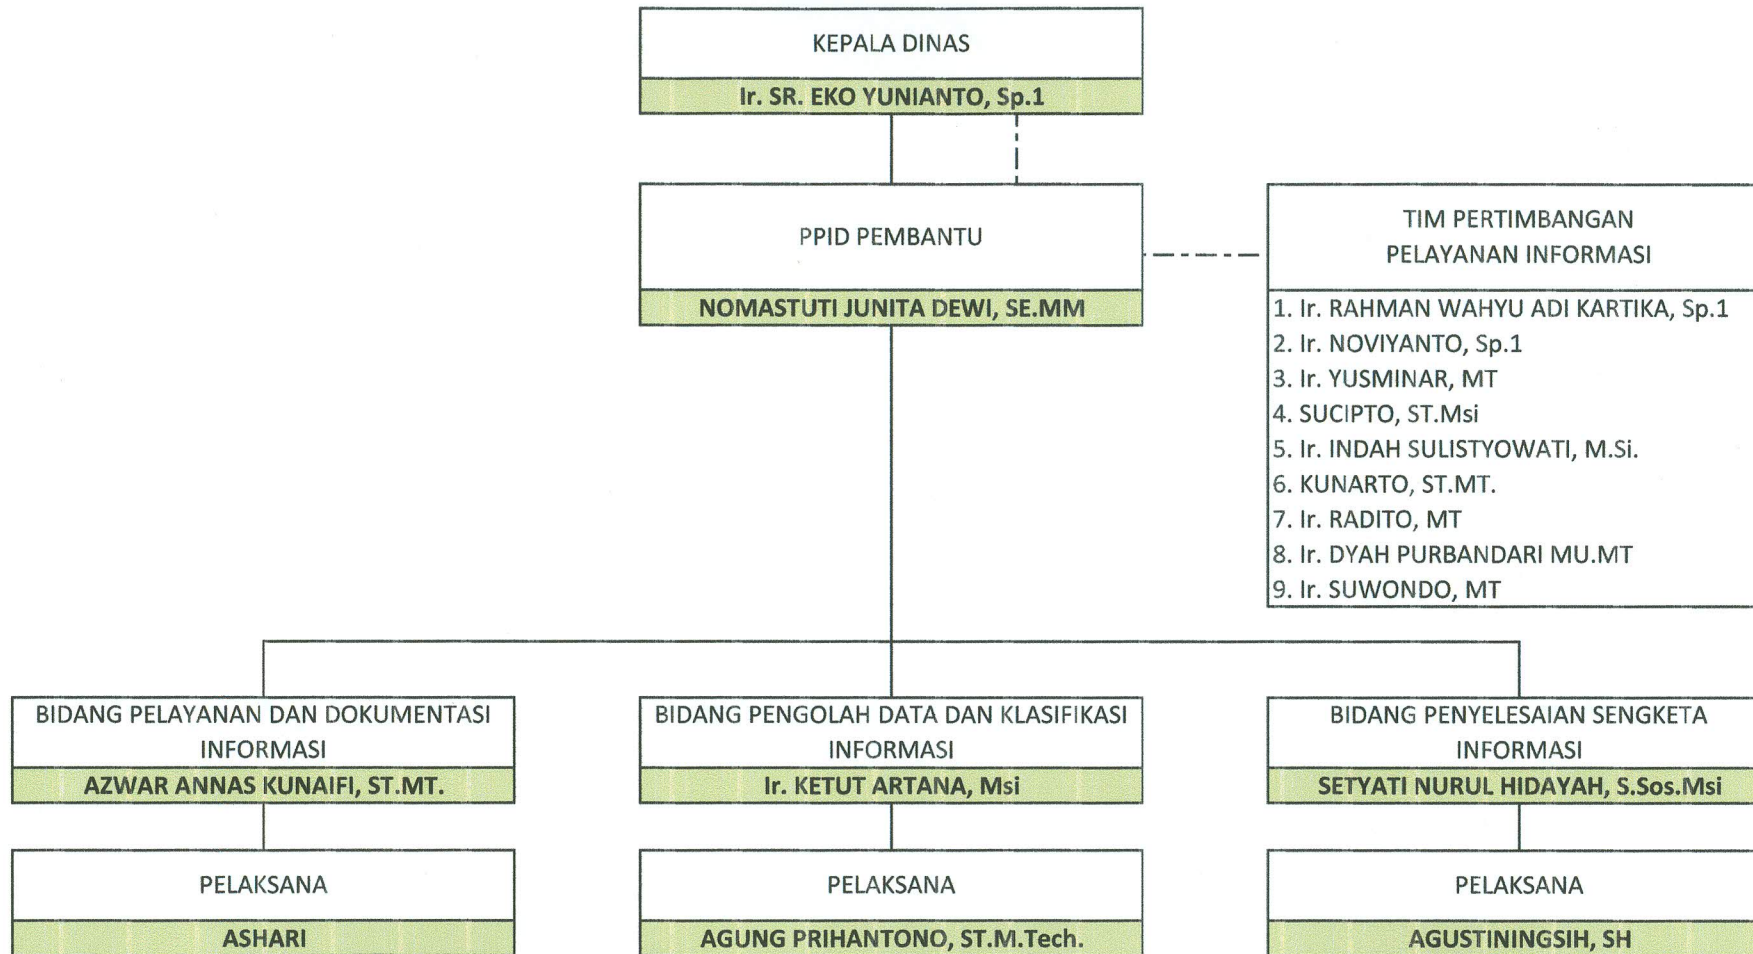 KEPALA DINAS
Ir. SR. EKO YUNIANTO, Sp.1
PPID PEMBANTU
NOMASTUTI JUNITA DEWI, SE.MM
TIM PERTIMBANGAN
PELAYANAN INFORMASI
1. Ir. RAHMAN WAHYU ADI KARTIKA, Sp.1
2. Ir. NOVIYANTO, Sp.1
3. Ir. YUSMINAR, MT
4. SUCIPTO, ST.Msi
5. Ir. INDAH SULISTYOWATI, M.Si.
6. KUNARTO, ST.MT.
7. Ir. RADITO, MT
8. Ir. DYAH PURBANDARI MU.MT
9. Ir. SUWONDO, MT
BIDANG PELAYANAN DAN DOKUMENTASI
INFORMASI
AZWAR ANNAS KUNAIFI, ST.MT.
BIDANG PENGOLAH DATA DAN KLASIFIKASI
INFORMASI
Ir. KETUT ARTANA, Msi
BIDANG PENYELESAIAN SENGKETA
INFORMASI
SETYATI NURUL HIDAYAH, S.Sos.Msi
PELAKSANA
ASHARI
PELAKSANA
AGUNG PRIHANTONO, ST.M.Tech.
PELAKSANA
AGUSTININGSIH, SH